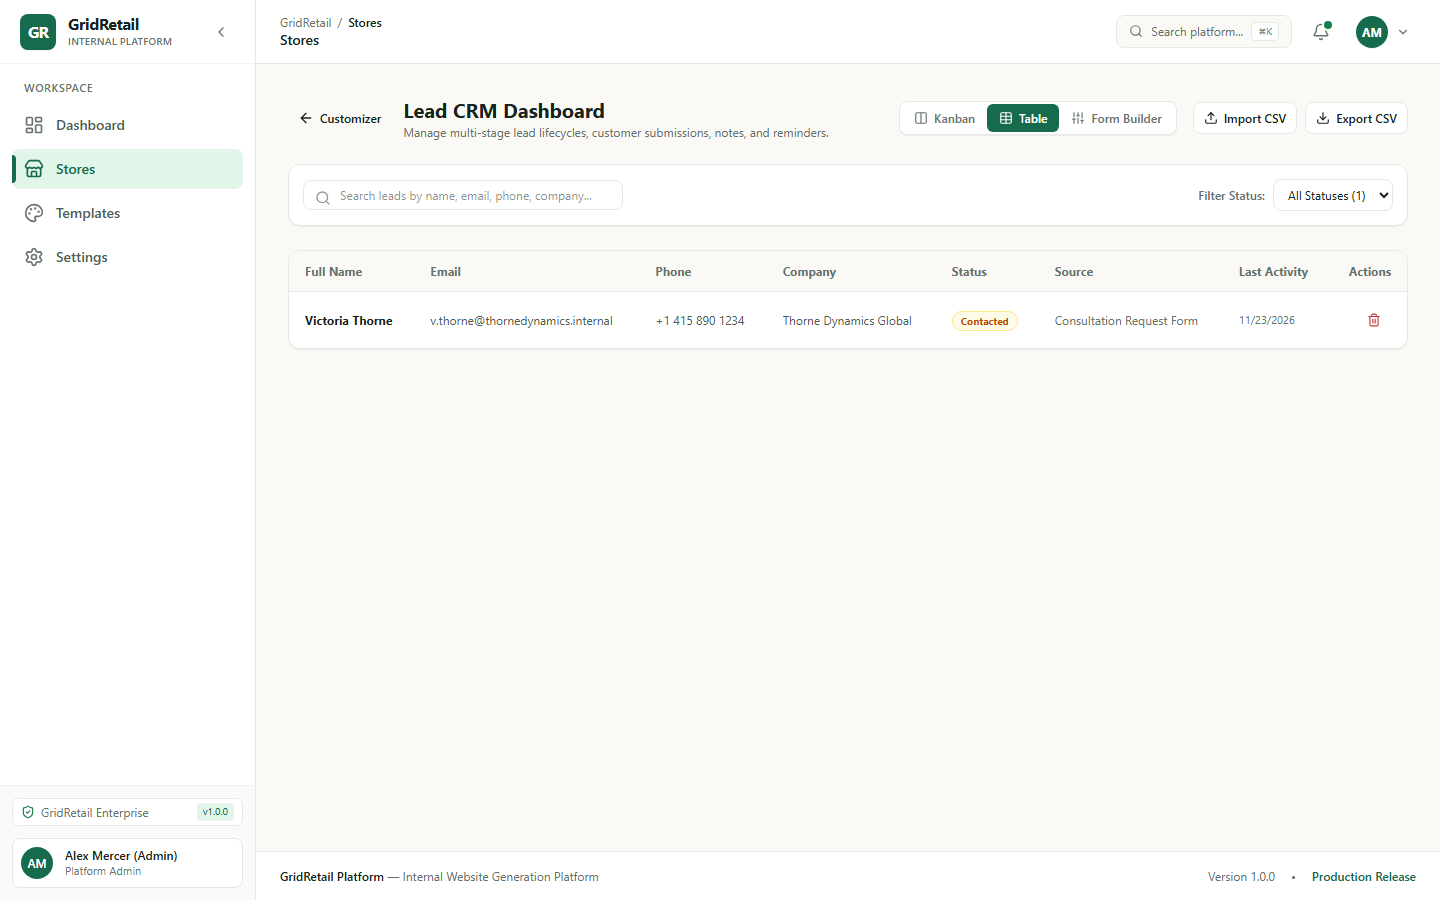 GR
GridRetail
INTERNAL PLATFORM
WORKSPACE
Dashboard
Stores
Templates
Settings
GridRetail Enterprise
v1.0.0
AM
Alex Mercer (Admin)
Platform Admin
GridRetail / Stores
Stores
Search platform...
⌘K
AM
Customizer
Lead CRM Dashboard
Manage multi-stage lead lifecycles, customer submissions, notes, and reminders.
Kanban
Table
Form Builder
Import CSV
Export CSV
Search leads by name, email, phone, company...
Filter Status:
All Statuses (1)
Full Name Email Phone Company Status Source Last Activity Actions
Victoria Thorne v.thorne@thornedynamics.internal +1 415 890 1234 Thorne Dynamics Global Contacted Consultation Request Form 11/23/2026
GridRetail Platform — Internal Website Generation Platform
Version 1.0.0 • Production Release